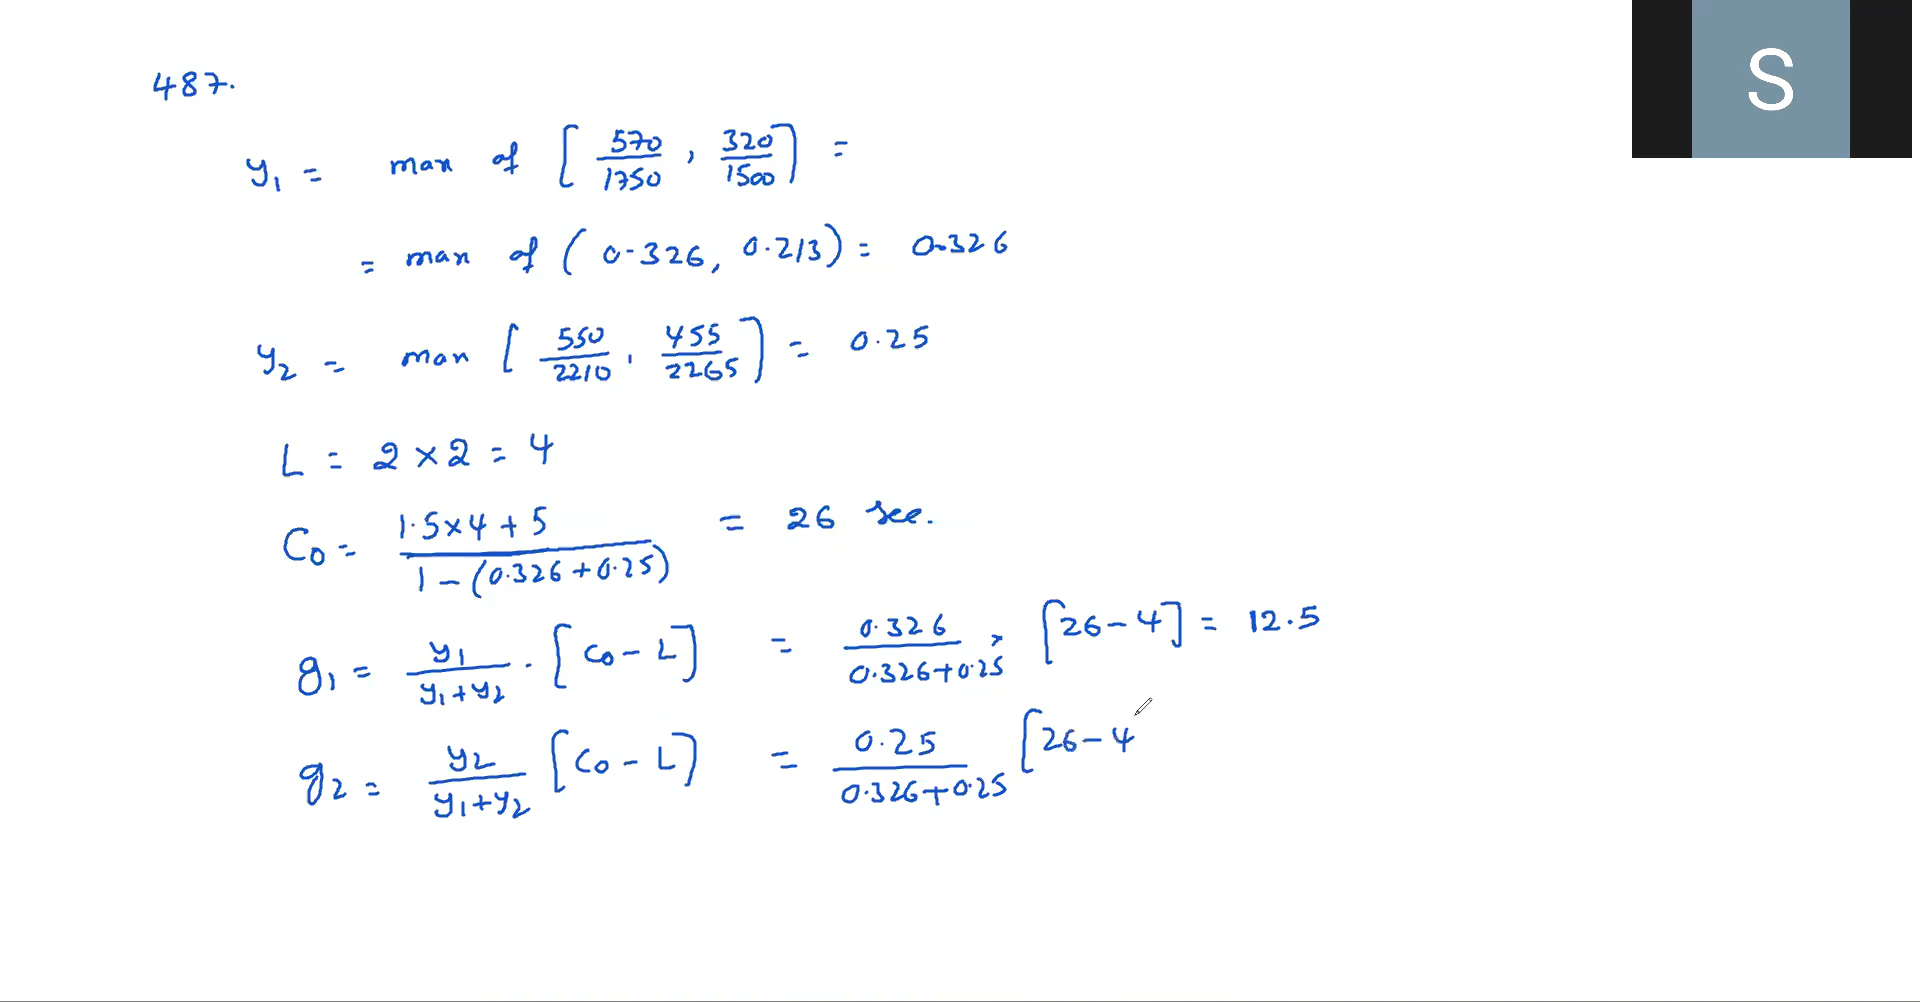 S
487.
y₁ = max of [ 570/1750 , 320/1500 ] =
= max of ( 0.326, 0.213) = 0.326
y₂ = max [ 550/2210 , 455/2265 ] = 0.25
L = 2 × 2 = 4
C₀ = (1.5×4 + 5)/(1 - (0.326 + 0.25)) = 26 sec.
g₁ = y₁/(y₁+y₂) . [C₀ - L] = 0.326/(0.326+0.25) × [26 - 4] = 12.5
g₂ = y₂/(y₁+y₂) [C₀ - L] = 0.25/(0.326+0.25) [26 - 4